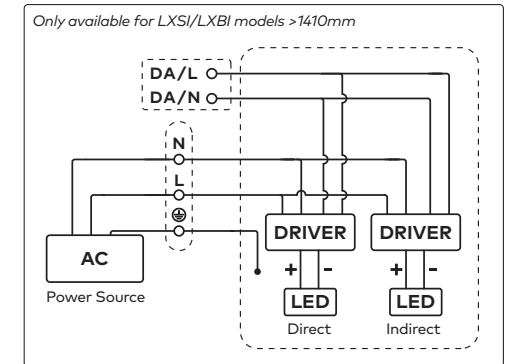 Only available for LXSI/LXBI models >1410mm
DA/L
DA/N
N
L
AC
Power Source
DRIVER DRIVER
+ - + -
LED LED
Direct Indirect